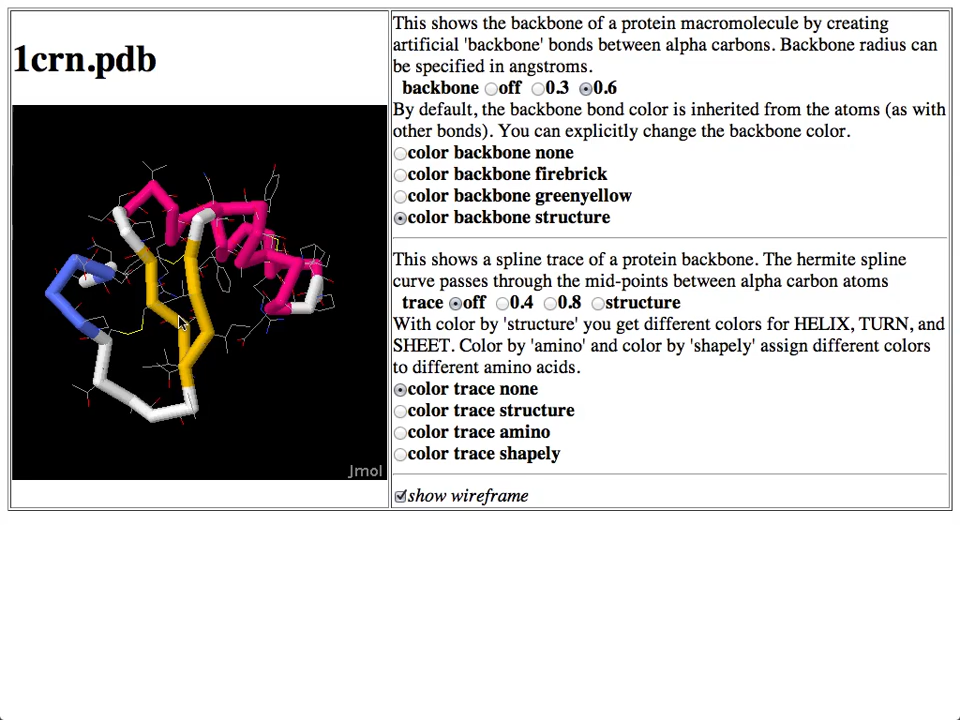 1crn.pdb
Jmol
This shows the backbone of a protein macromolecule by creating
artificial 'backbone' bonds between alpha carbons. Backbone radius can
be specified in angstroms.
backbone off 0.3 0.6
By default, the backbone bond color is inherited from the atoms (as with
other bonds). You can explicitly change the backbone color.
color backbone none
color backbone firebrick
color backbone greenyellow
color backbone structure
This shows a spline trace of a protein backbone. The hermite spline
curve passes through the mid-points between alpha carbon atoms
trace off 0.4 0.8 structure
With color by 'structure' you get different colors for HELIX, TURN, and
SHEET. Color by 'amino' and color by 'shapely' assign different colors
to different amino acids.
color trace none
color trace structure
color trace amino
color trace shapely
show wireframe